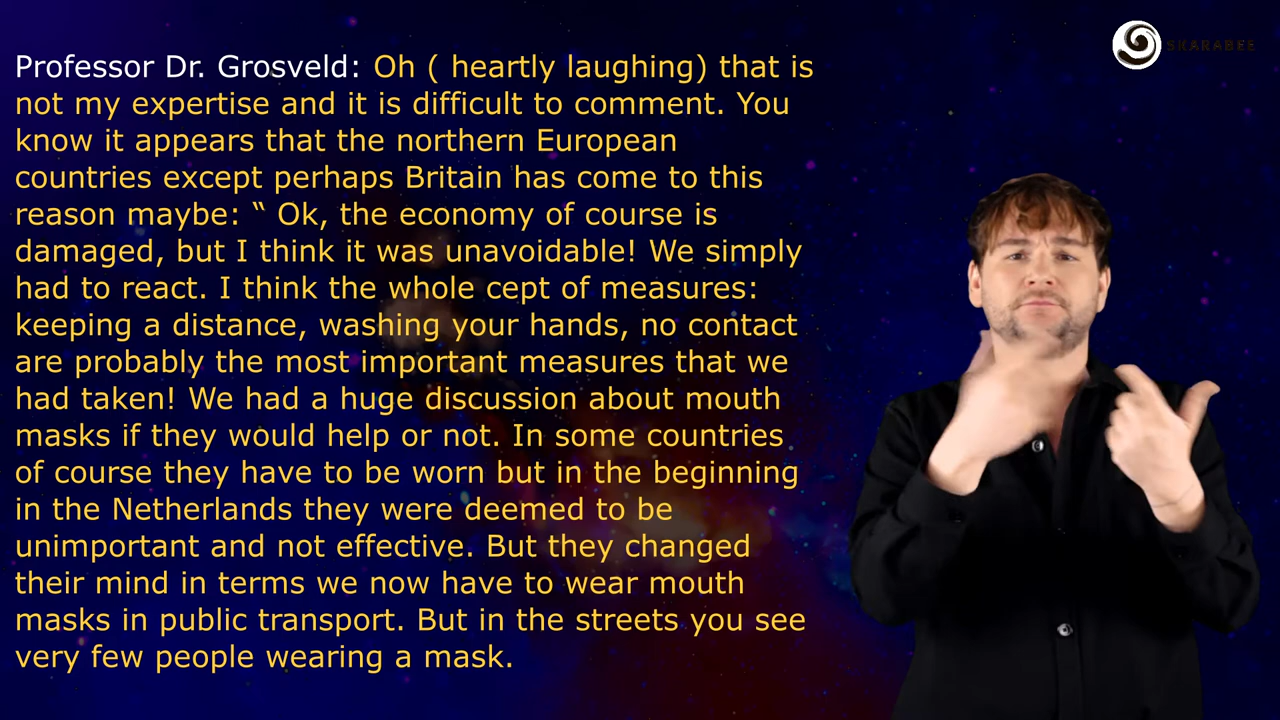 SKARABEE
Professor Dr. Grosveld: Oh ( heartly laughing) that is
not my expertise and it is difficult to comment. You
know it appears that the northern European
countries except perhaps Britain has come to this
reason maybe: “ Ok, the economy of course is
damaged, but I think it was unavoidable! We simply
had to react. I think the whole cept of measures:
keeping a distance, washing your hands, no contact
are probably the most important measures that we
had taken! We had a huge discussion about mouth
masks if they would help or not. In some countries
of course they have to be worn but in the beginning
in the Netherlands they were deemed to be
unimportant and not effective. But they changed
their mind in terms we now have to wear mouth
masks in public transport. But in the streets you see
very few people wearing a mask.